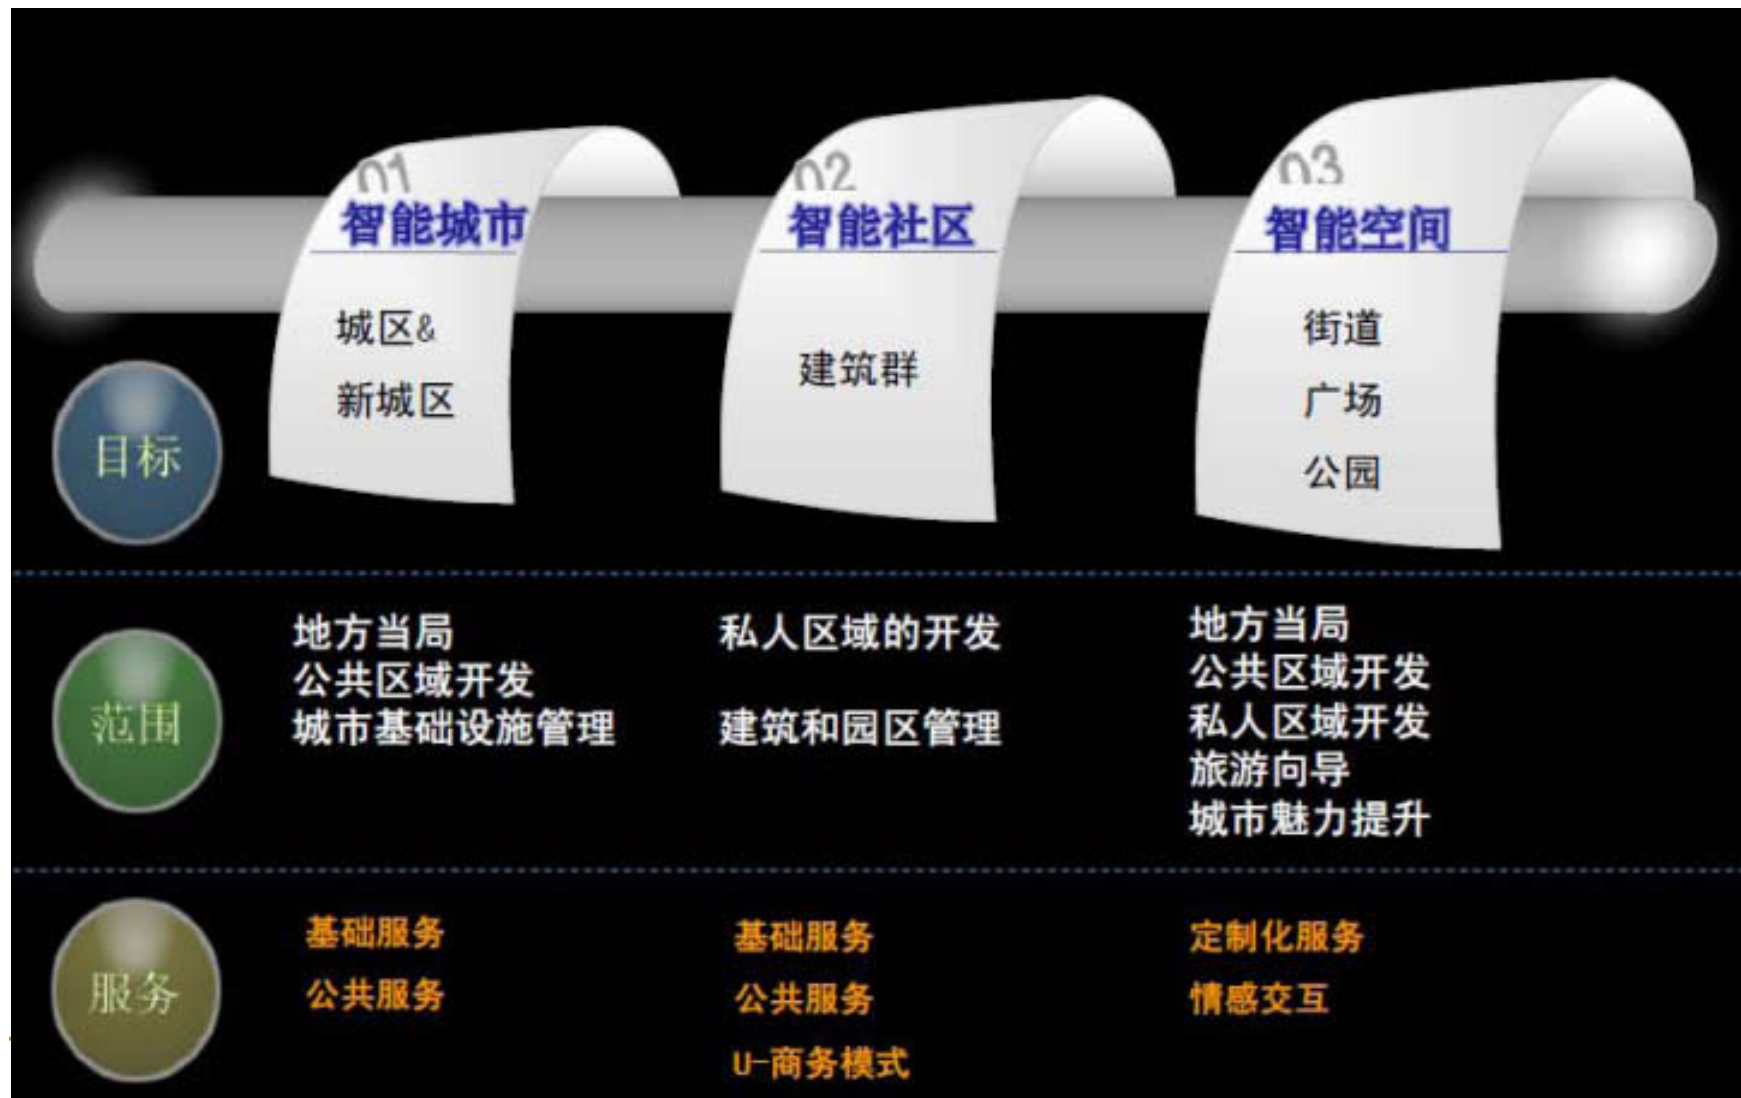 01
智能城市
城区&
新城区
02
智能社区
建筑群
03
智能空间
街道
广场
公园
目标
范围
地方当局
公共区域开发
城市基础设施管理
私人区域的开发
建筑和园区管理
地方当局
公共区域开发
私人区域开发
旅游向导
城市魅力提升
服务
基础服务
公共服务
基础服务
公共服务
U-商务模式
定制化服务
情感交互